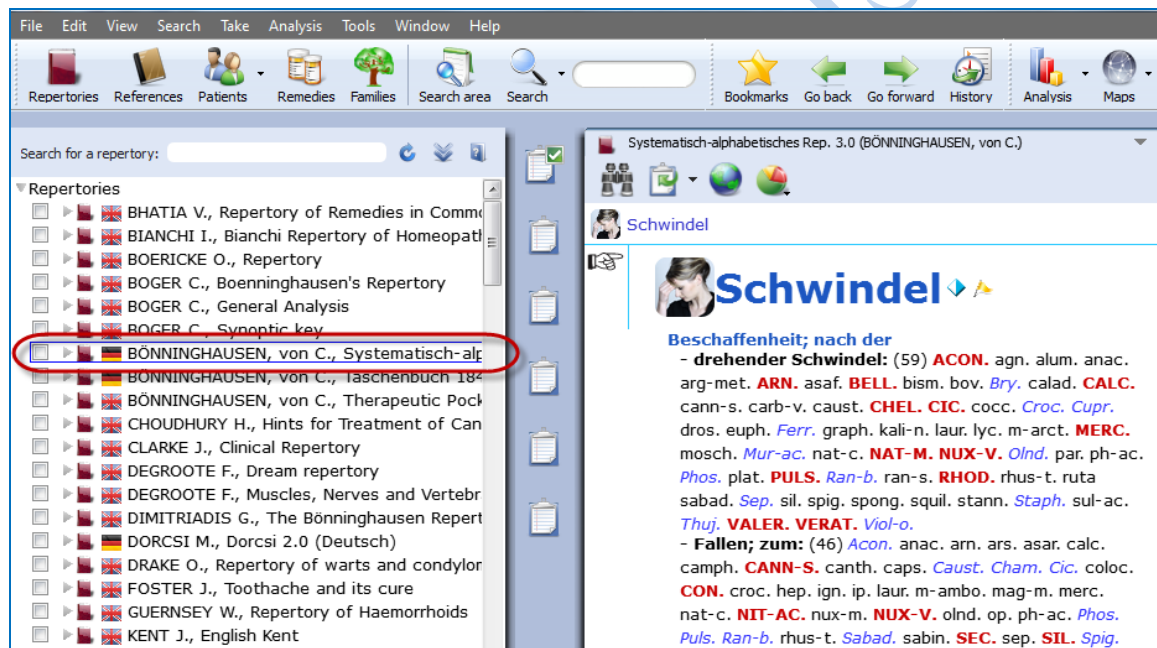 File Edit View Search Take Analysis Tools Window Help
Repertories References Patients Remedies Families Search area Search Bookmarks Go back Go forward History Analysis Maps
Search for a repertory:
Repertories
BHATIA V., Repertory of Remedies in Commo
BIANCHI I., Bianchi Repertory of Homeopath
BOERICKE O., Repertory
BOGER C., Boenninghausen's Repertory
BOGER C., General Analysis
BOGER C., Synoptic key
BÖNNINGHAUSEN, von C., Systematisch-alp
BÖNNINGHAUSEN, von C., Taschenbuch 184
BÖNNINGHAUSEN, von C., Therapeutic Pock
CHOUDHURY H., Hints for Treatment of Can
CLARKE J., Clinical Repertory
DEGROOTE F., Dream repertory
DEGROOTE F., Muscles, Nerves and Vertebr
DIMITRIADIS G., The Bönninghausen Repert
DORCSI M., Dorcsi 2.0 (Deutsch)
DRAKE O., Repertory of warts and condylor
FOSTER J., Toothache and its cure
GUERNSEY W., Repertory of Haemorrhoids
KENT J., English Kent
Systematisch-alphabetisches Rep. 3.0 (BÖNNINGHAUSEN, von C.)
Schwindel
Schwindel
Beschaffenheit; nach der
- drehender Schwindel: (59) ACON. agn. alum. anac.
arg-met. ARN. asaf. BELL. bism. bov. Bry. calad. CALC.
cann-s. carb-v. caust. CHEL. CIC. cocc. Croc. Cupr.
dros. euph. Ferr. graph. kali-n. laur. lyc. m-arct. MERC.
mosch. Mur-ac. nat-c. NAT-M. NUX-V. Olnd. par. ph-ac.
Phos. plat. PULS. Ran-b. ran-s. RHOD. rhus-t. ruta
sabad. Sep. sil. spig. spong. squil. stann. Staph. sul-ac.
Thuj. VALER. VERAT. Viol-o.
- Fallen; zum: (46) Acon. anac. arn. ars. asar. calc.
camph. CANN-S. canth. caps. Caust. Cham. Cic. coloc.
CON. croc. hep. ign. ip. laur. m-ambo. mag-m. merc.
nat-c. NIT-AC. nux-m. NUX-V. olnd. op. ph-ac. Phos.
Puls. Ran-b. rhus-t. Sabad. sabin. SEC. sep. SIL. Spig.